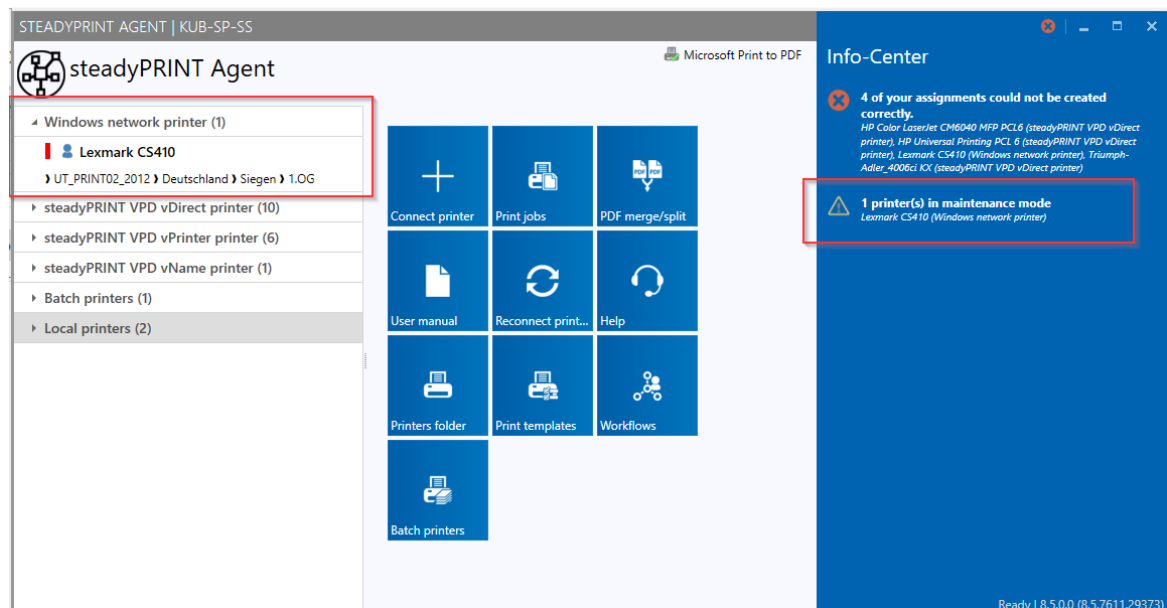 STEADYPRINT AGENT | KUB-SP-SS
steadyPRINT Agent
Microsoft Print to PDF
Windows network printer (1)
Lexmark CS410
UT_PRINT02_2012 ❱ Deutschland ❱ Siegen ❱ 1.OG
steadyPRINT VPD vDirect printer (10)
steadyPRINT VPD vPrinter printer (6)
steadyPRINT VPD vName printer (1)
Batch printers (1)
Local printers (2)
Connect printer
Print jobs
PDF PDF
PDF merge/split
User manual
Reconnect print...
Help
Printers folder
Print templates
Workflows
Batch printers
Info-Center
4 of your assignments could not be created
correctly.
HP Color LaserJet CM6040 MFP PCL6 (steadyPRINT VPD vDirect
printer), HP Universal Printing PCL 6 (steadyPRINT VPD vDirect
printer), Lexmark CS410 (Windows network printer), Triumph-
Adler_4006ci KX (steadyPRINT VPD vDirect printer)
1 printer(s) in maintenance mode
Lexmark CS410 (Windows network printer)
Ready | 8.5.0.0 (8.5.7611.29373)